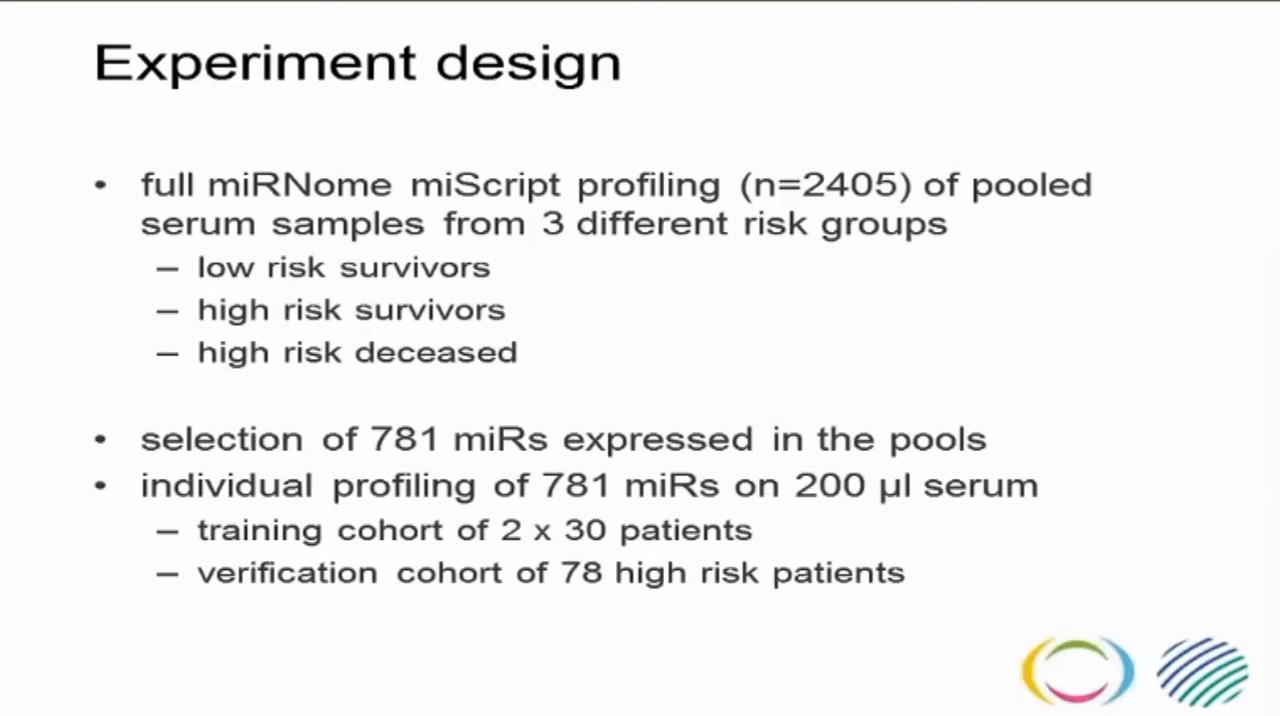 Experiment design
• full miRNome miScript profiling (n=2405) of pooled
serum samples from 3 different risk groups
– low risk survivors
– high risk survivors
– high risk deceased
• selection of 781 miRs expressed in the pools
• individual profiling of 781 miRs on 200 µl serum
– training cohort of 2 x 30 patients
– verification cohort of 78 high risk patients